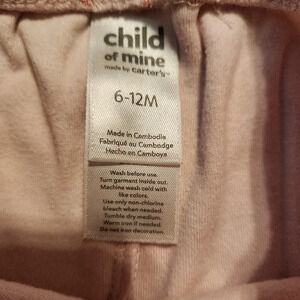 child
of mine
made by carter's™
6-12M
Made in Cambodia
Fabriqué au Cambodge
Hecho en Camboya
Wash before use.
Turn garment inside out.
Machine wash cold with
like colors.
Use only non-chlorine
bleach when needed.
Tumble dry medium.
Warm iron if needed.
Do not iron decoration.